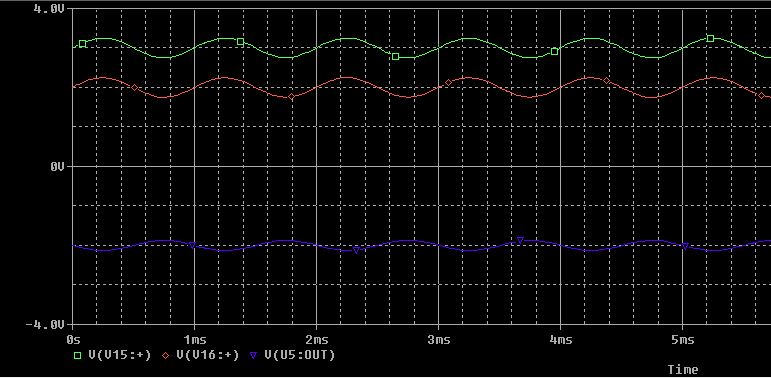 4.0V
0V
-4.0V
0s 1ms 2ms 3ms 4ms 5ms
V(V15:+) V(V16:+) V(U5:OUT)
Time